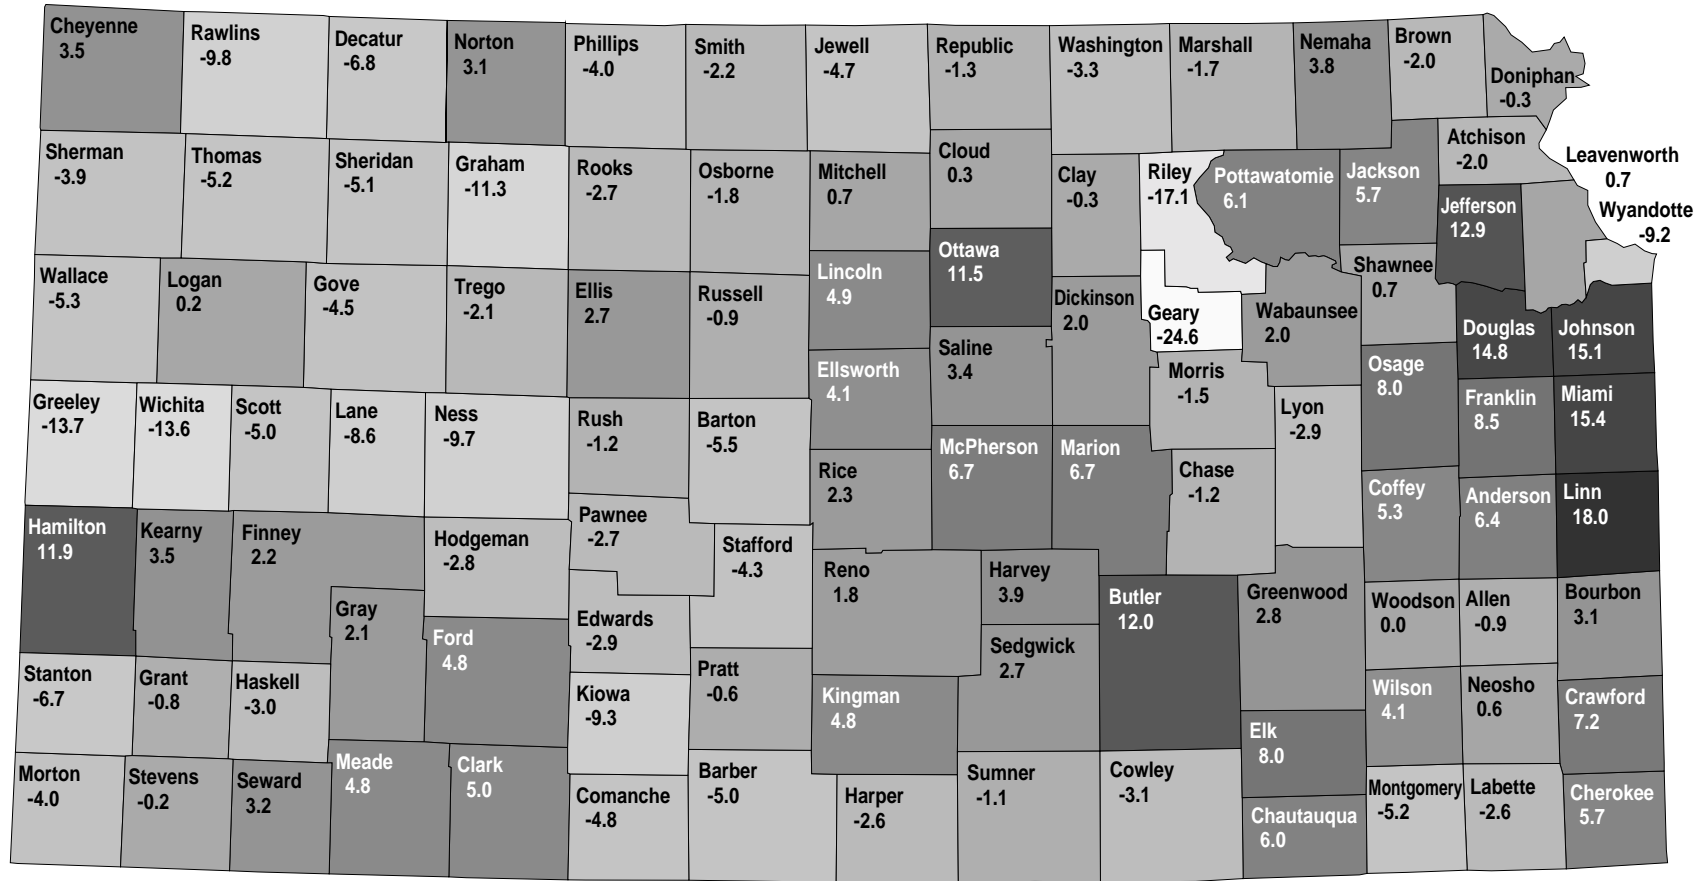 Cheyenne
3.5
Rawlins
-9.8
Decatur
-6.8
Norton
3.1
Phillips
-4.0
Smith
-2.2
Jewell
-4.7
Republic
-1.3
Washington
-3.3
Marshall
-1.7
Nemaha
3.8
Brown
-2.0
Doniphan
-0.3
Sherman
-3.9
Thomas
-5.2
Sheridan
-5.1
Graham
-11.3
Rooks
-2.7
Osborne
-1.8
Mitchell
0.7
Cloud
0.3
Clay
-0.3
Riley
-17.1
Pottawatomie
6.1
Jackson
5.7
Atchison
-2.0
Jefferson
12.9
Leavenworth
0.7
Wyandotte
-9.2
Wallace
-5.3
Logan
0.2
Gove
-4.5
Trego
-2.1
Ellis
2.7
Russell
-0.9
Lincoln
4.9
Ottawa
11.5
Dickinson
2.0
Geary
-24.6
Wabaunsee
2.0
Shawnee
0.7
Douglas
14.8
Johnson
15.1
Ellsworth
4.1
Saline
3.4
Morris
-1.5
Osage
8.0
Franklin
8.5
Miami
15.4
Greeley
-13.7
Wichita
-13.6
Scott
-5.0
Lane
-8.6
Ness
-9.7
Rush
-1.2
Barton
-5.5
Rice
2.3
McPherson
6.7
Marion
6.7
Chase
-1.2
Lyon
-2.9
Coffey
5.3
Anderson
6.4
Linn
18.0
Hamilton
11.9
Kearny
3.5
Finney
2.2
Hodgeman
-2.8
Pawnee
-2.7
Stafford
-4.3
Reno
1.8
Harvey
3.9
Butler
12.0
Greenwood
2.8
Woodson
0.0
Allen
-0.9
Bourbon
3.1
Gray
2.1
Ford
4.8
Edwards
-2.9
Sedgwick
2.7
Stanton
-6.7
Grant
-0.8
Haskell
-3.0
Kiowa
-9.3
Pratt
-0.6
Kingman
4.8
Elk
8.0
Wilson
4.1
Neosho
0.6
Crawford
7.2
Morton
-4.0
Stevens
-0.2
Seward
3.2
Meade
4.8
Clark
5.0
Comanche
-4.8
Barber
-5.0
Harper
-2.6
Sumner
-1.1
Cowley
-3.1
Chautauqua
6.0
Montgomery
-5.2
Labette
-2.6
Cherokee
5.7